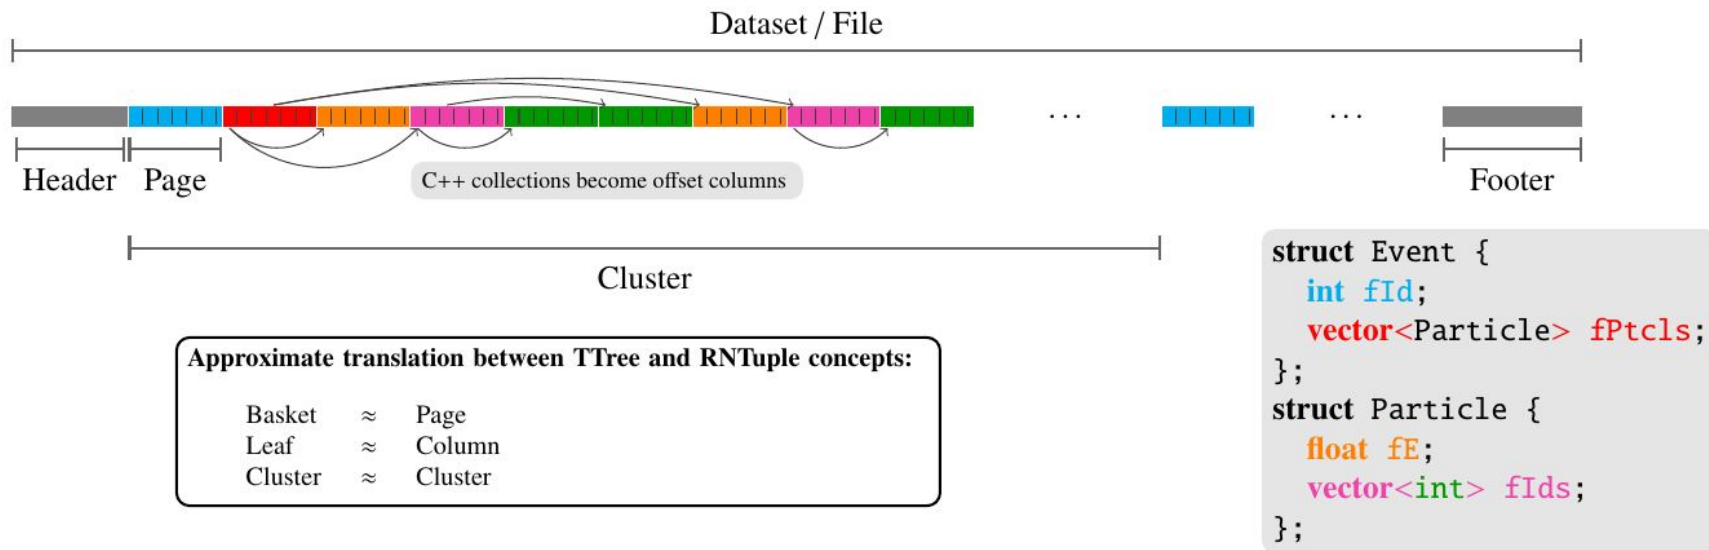 Dataset / File
. . .
. . .
Header
Page
C++ collections become offset columns
Footer
Cluster
Approximate translation between TTree and RNTuple concepts:
Basket ≈ Page
Leaf ≈ Column
Cluster ≈ Cluster
struct Event {
int fId;
vector<Particle> fPtcls;
};
struct Particle {
float fE;
vector<int> fIds;
};